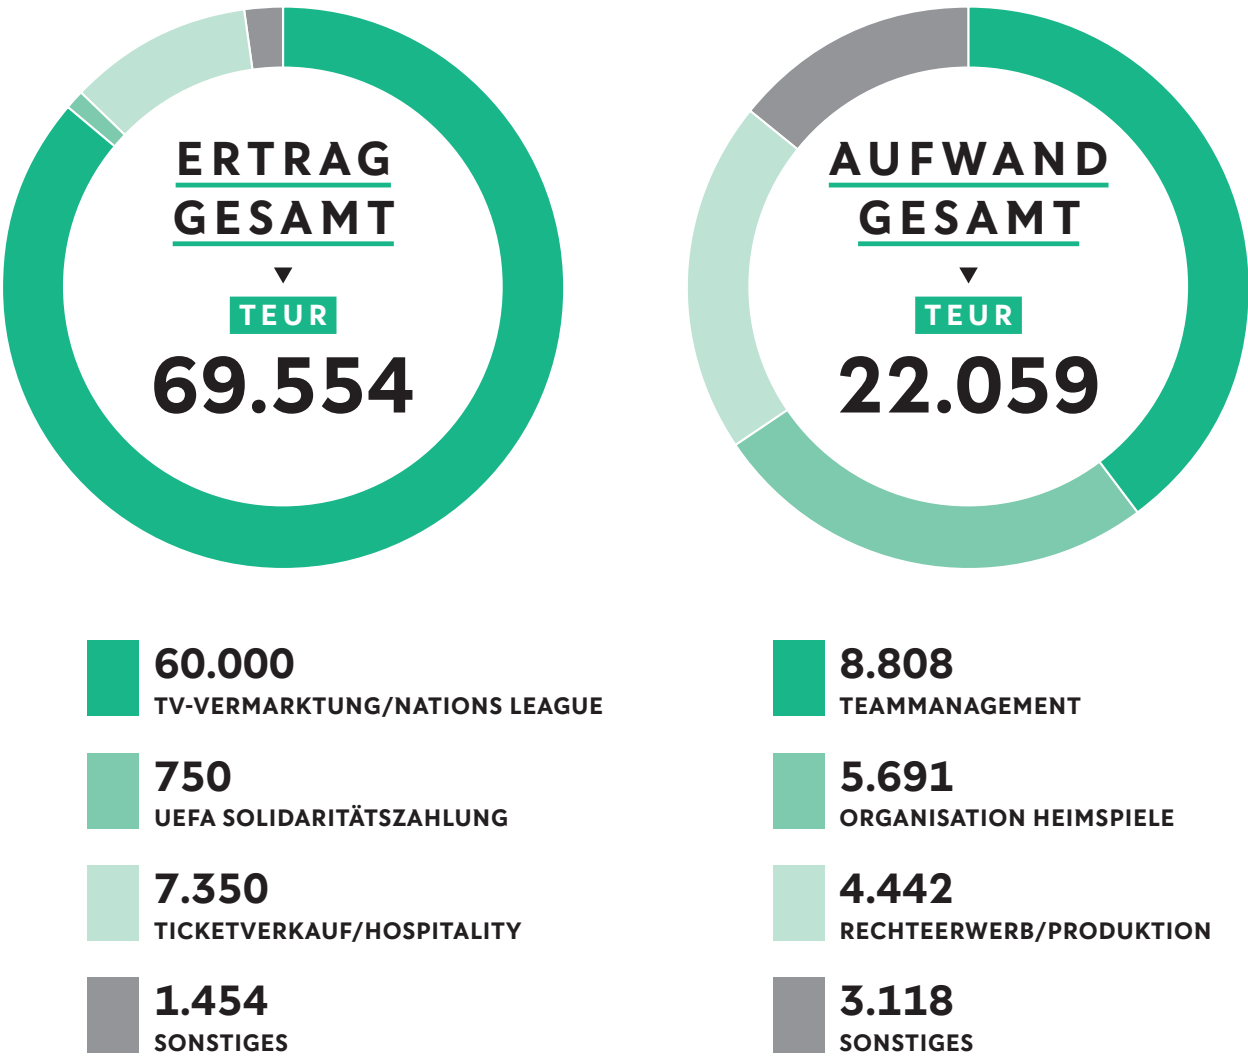 ERTRAG
GESAMT
TEUR
69.554
60.000
TV-VERMARKTUNG/NATIONS LEAGUE
750
UEFA SOLIDARITÄTSZAHLUNG
7.350
TICKETVERKAUF/HOSPITALITY
1.454
SONSTIGES
AUFWAND
GESAMT
TEUR
22.059
8.808
TEAMMANAGEMENT
5.691
ORGANISATION HEIMSPIELE
4.442
RECHTEERWERB/PRODUKTION
3.118
SONSTIGES